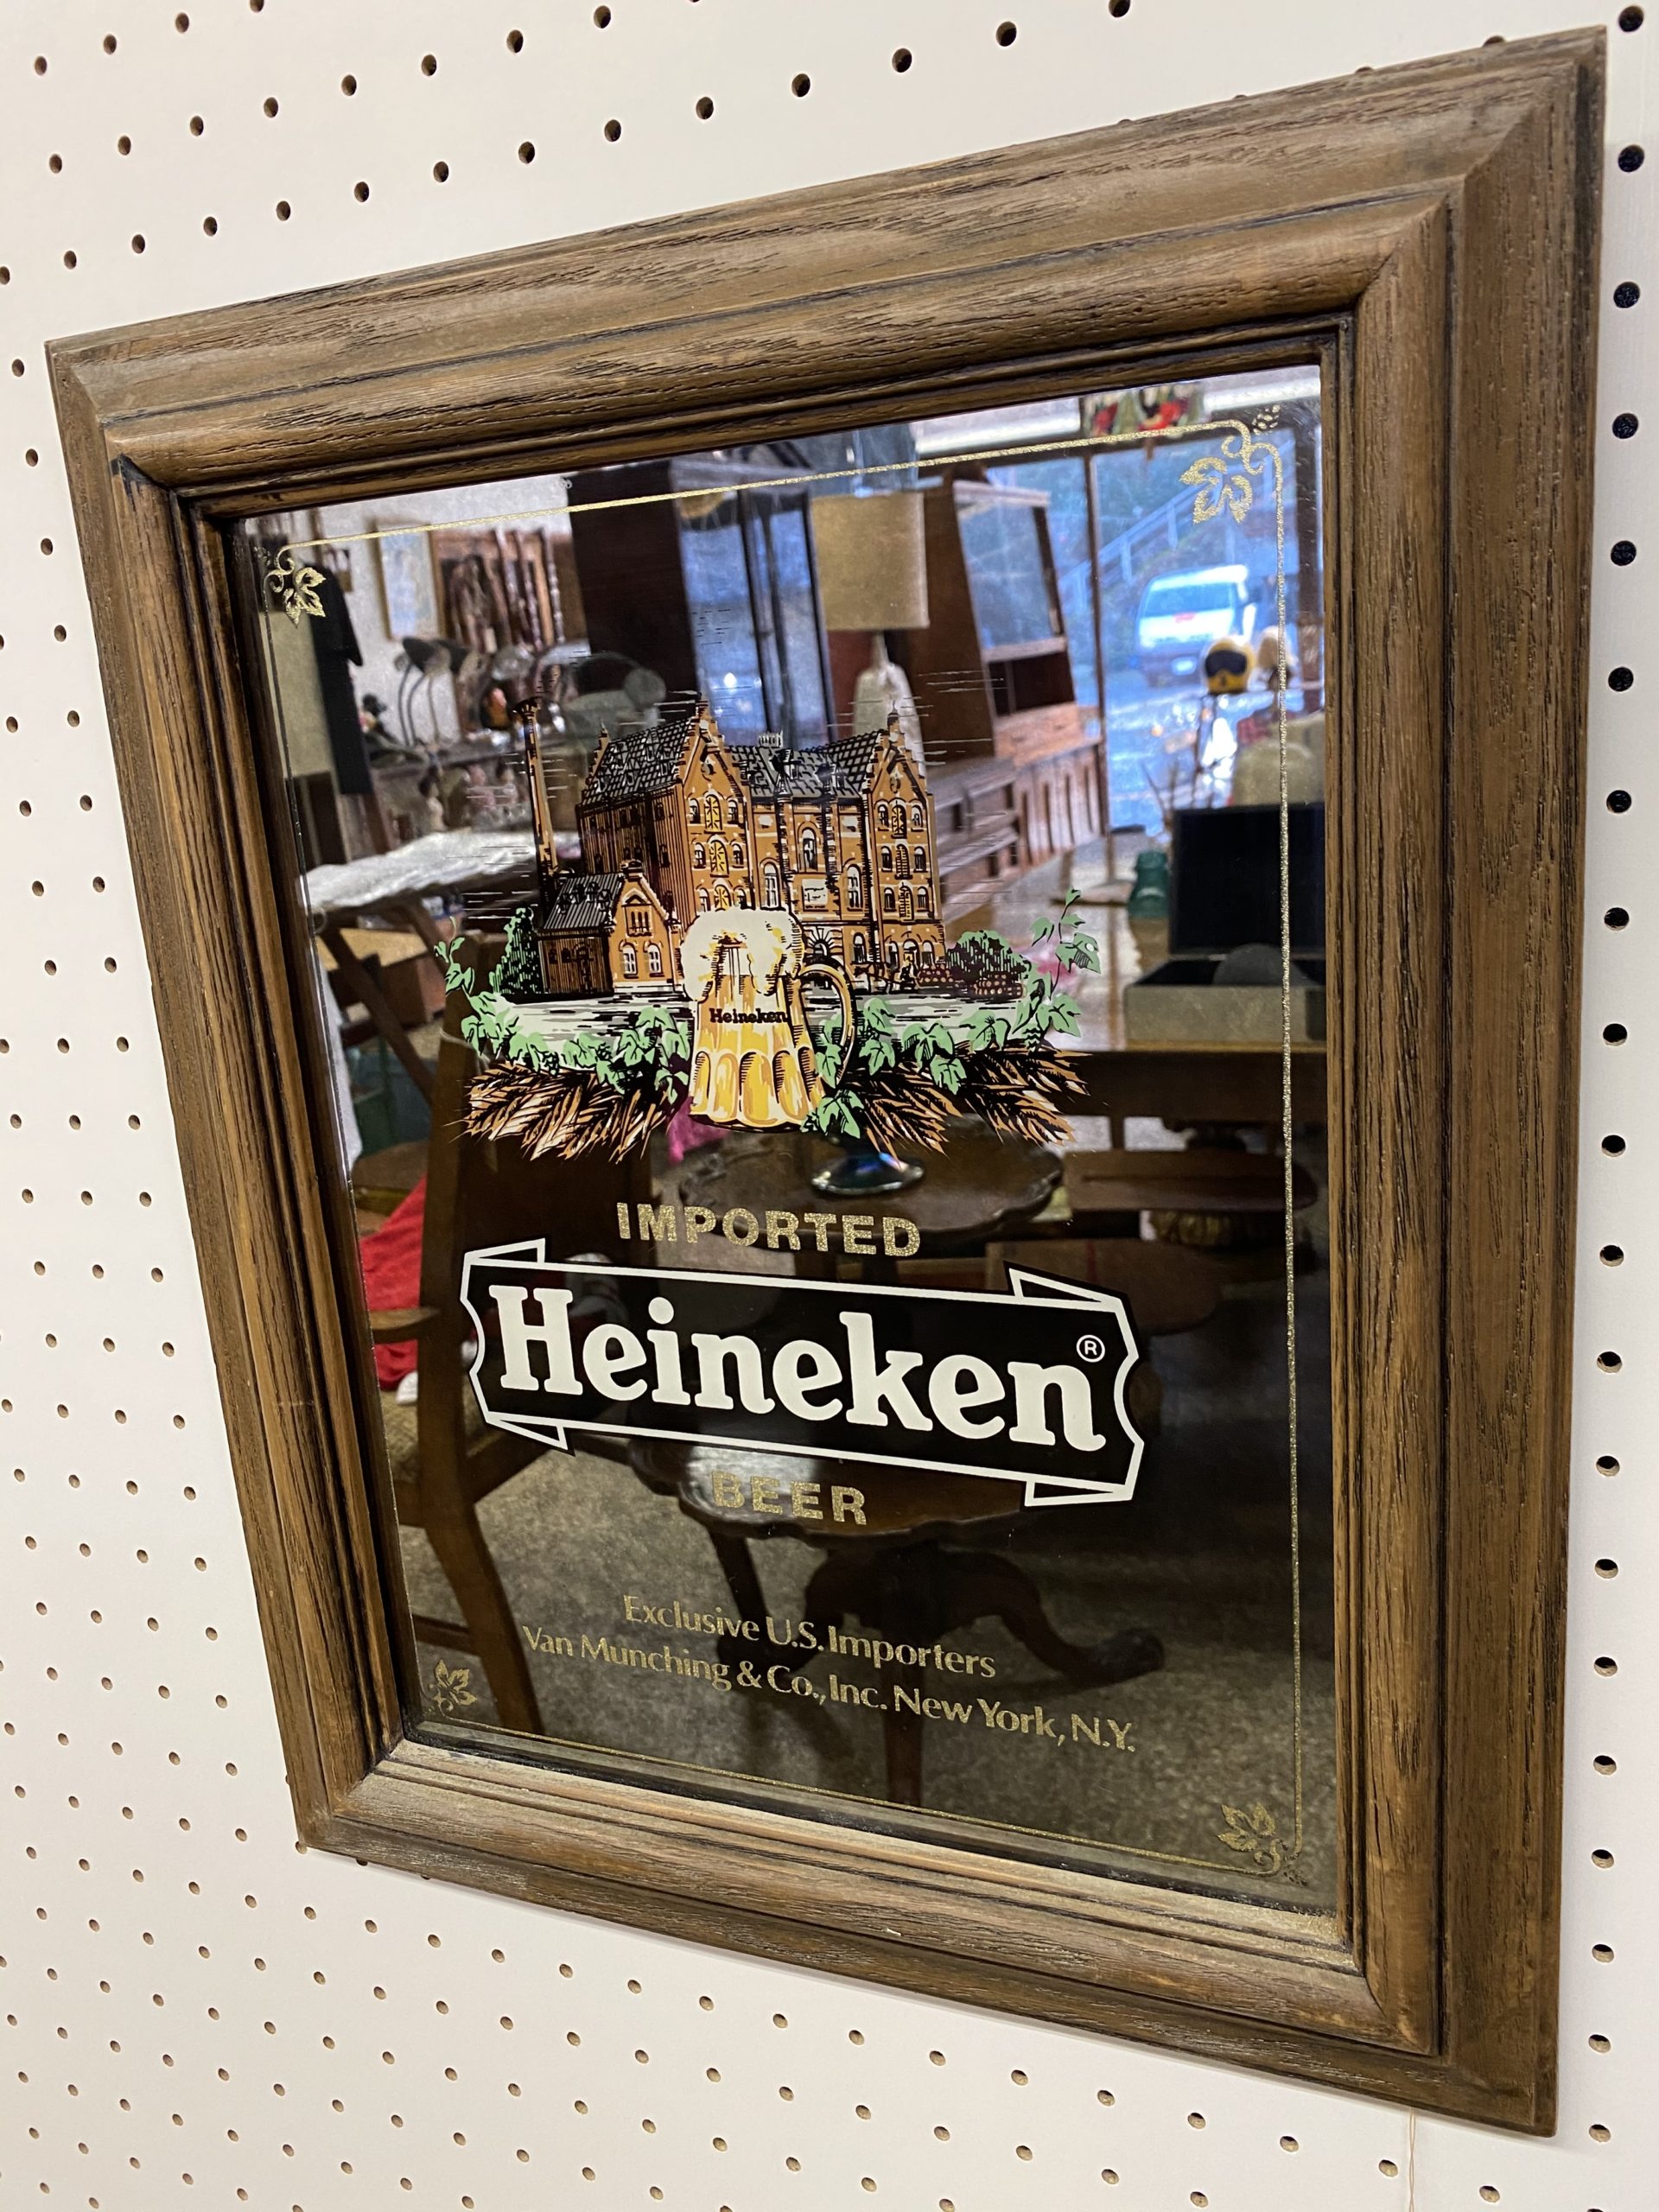 Heineken
IMPORTED
Heineken®
BEER
Exclusive U.S. Importers
Van Munching & Co., Inc. New York, N.Y.